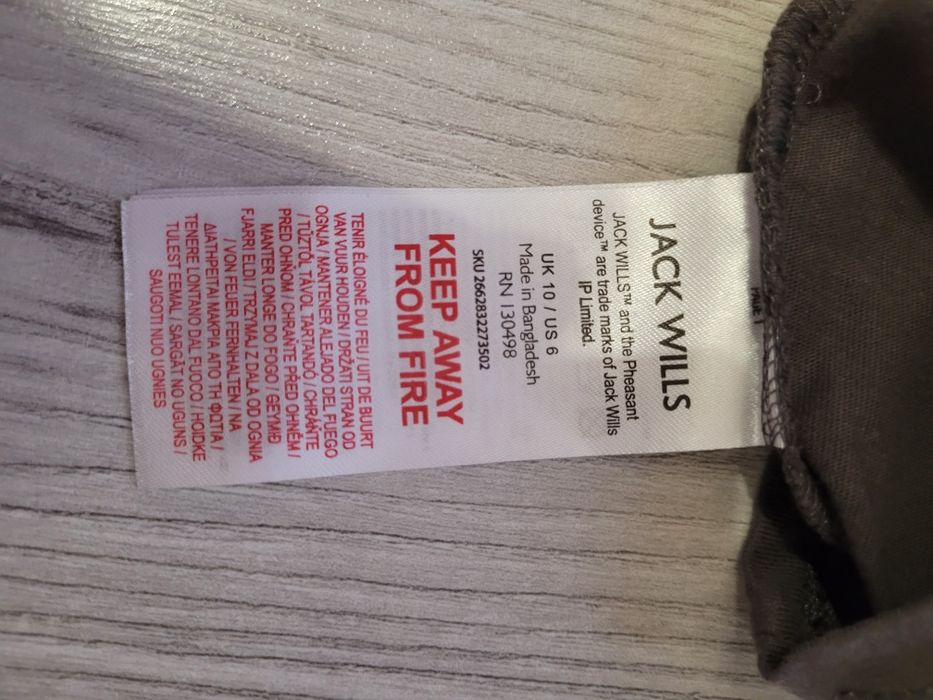 JACK WILLS
JACK WILLS™ and the Pheasant
device™ are trade marks of Jack Wills
IP Limited.
UK 10 / US 6
Made in Bangladesh
RN 130498
SKU 2662832273502
KEEP AWAY
FROM FIRE
TENIR ÉLOIGNÉ DU FEU / UIT DE BUURT
VAN VUUR HOUDEN / DRŽATI STRAN OD
OGNJA / MANTENER ALEJADO DEL FUEGO
/ TŰZTŐL TÁVOL TARTANDÓ / CHRÁNTE
PRED OHŇOM / CHRAŇTE PŘED OHNĚM /
MANTER LONGE DO FOGO / GEYMIÐ
FJARRI ELDI / TRZYMAJ Z DALA OD OGNIA
/ VON FEUER FERNHALTEN / NA
ΔΙΑΤΗΡΕΙΤΑΙ ΜΑΚΡΙΑ ΑΠΟ ΤΗ ΦΩΤΙΑ /
TENERE LONTANO DAL FUOCO / HOIDKE
TULEST EEMAL / SARGĀT NO UGUNS /
SAUGOTI NUO UGNIES